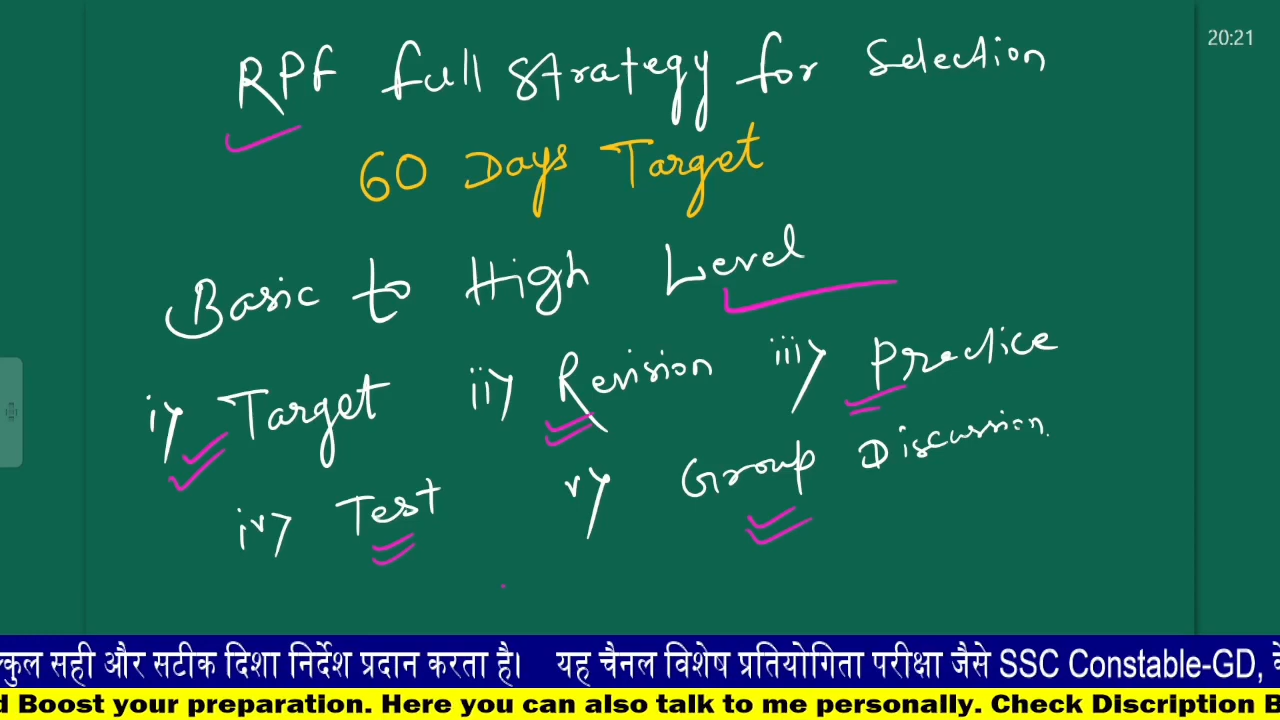 20:21
RPF full strategy for Selection
60 Days Target
Basic to High Level
i) Target ii) Revision iii) Practice
iv) Test v) Group Discussion
कुल सही और सटीक दिशा निर्देश प्रदान करता है। यह चैनल विशेष प्रतियोगिता परीक्षा जैसे SSC Constable-GD,
Boost your preparation. Here you can also talk to me personally. Check Discription